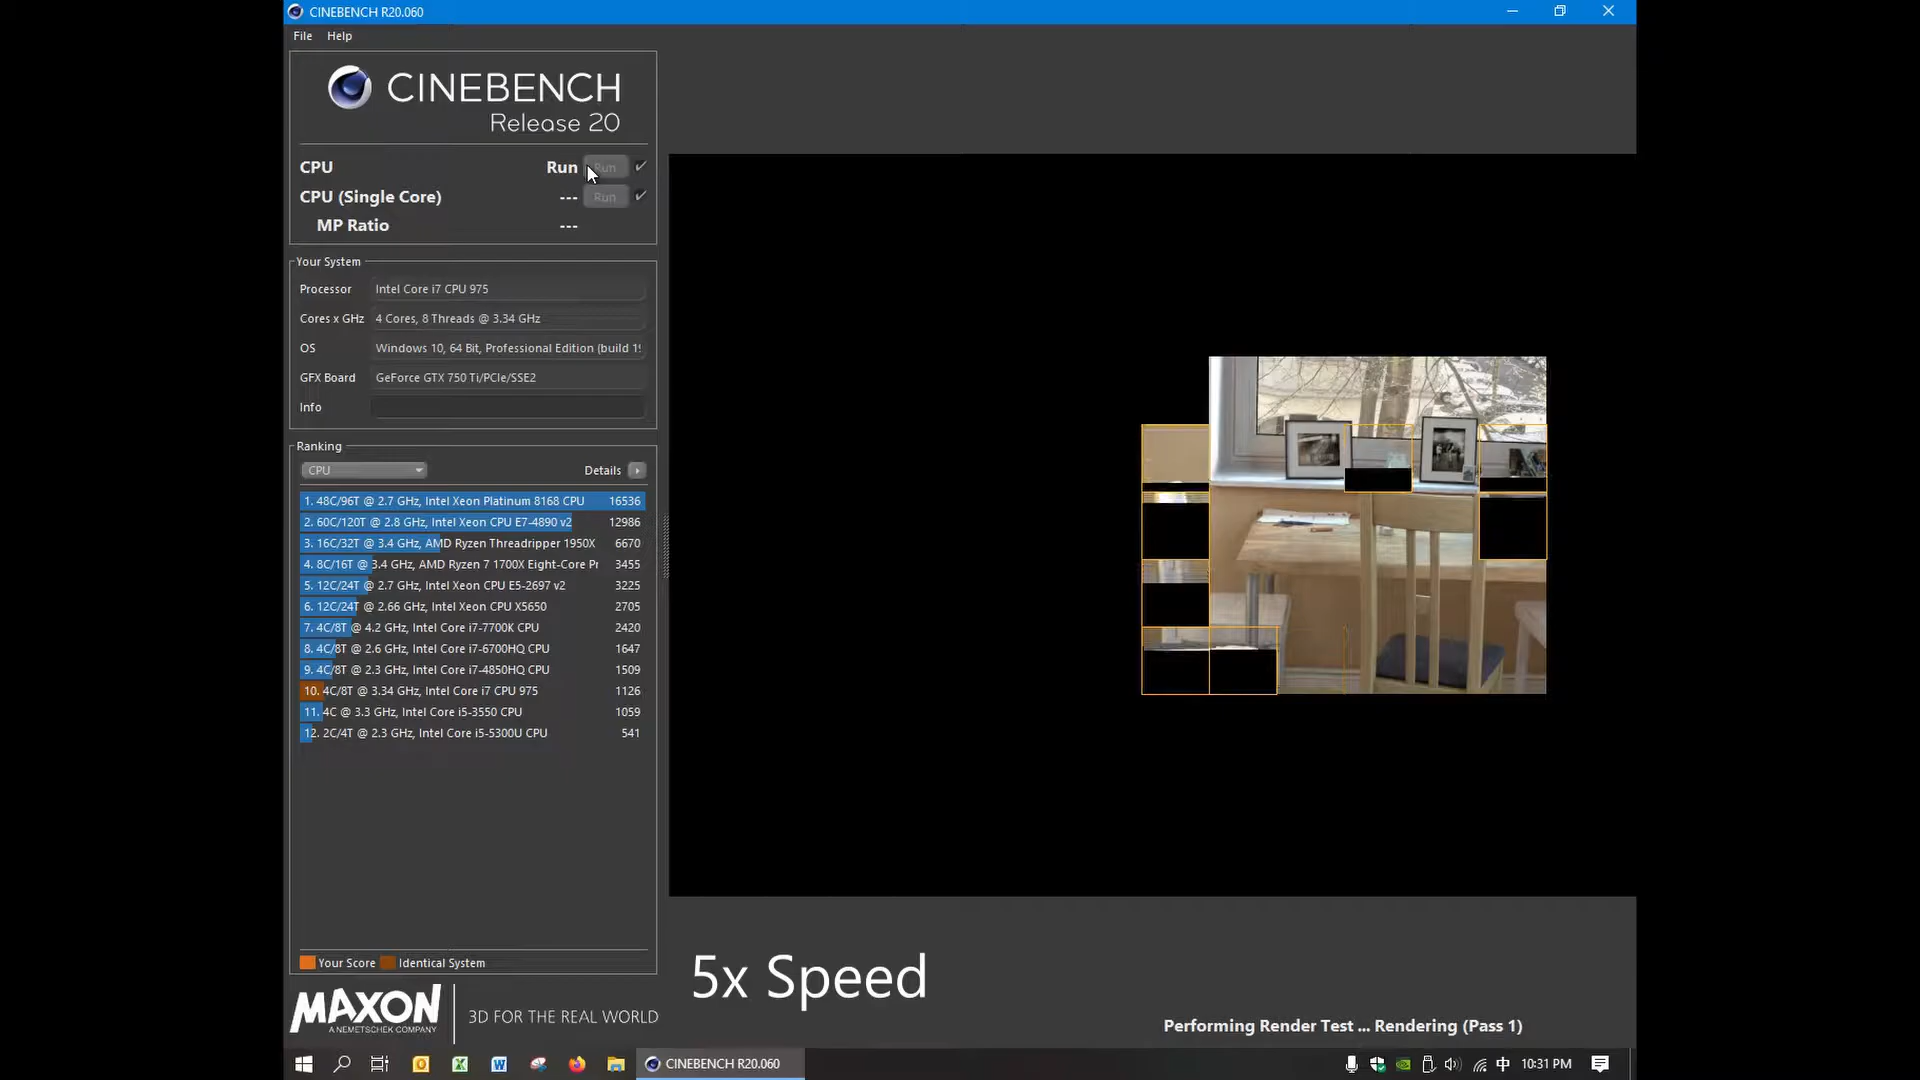 CINEBENCH R20.060
File Help
CINEBENCH
Release 20
CPU Run Run
CPU (Single Core) --- Run
MP Ratio ---
Your System
Processor Intel Core i7 CPU 975
Cores x GHz 4 Cores, 8 Threads @ 3.34 GHz
OS Windows 10, 64 Bit, Professional Edition (build 19
GFX Board GeForce GTX 750 Ti/PCIe/SSE2
Info
Ranking
CPU Details
1. 48C/96T @ 2.7 GHz, Intel Xeon Platinum 8168 CPU 16536
2. 60C/120T @ 2.8 GHz, Intel Xeon CPU E7-4890 v2 12986
3. 16C/32T @ 3.4 GHz, AMD Ryzen Threadripper 1950X 6670
4. 8C/16T @ 3.4 GHz, AMD Ryzen 7 1700X Eight-Core Pr 3455
5. 12C/24T @ 2.7 GHz, Intel Xeon CPU E5-2697 v2 3225
6. 12C/24T @ 2.66 GHz, Intel Xeon CPU X5650 2705
7. 4C/8T @ 4.2 GHz, Intel Core i7-7700K CPU 2420
8. 4C/8T @ 2.6 GHz, Intel Core i7-6700HQ CPU 1647
9. 4C/8T @ 2.3 GHz, Intel Core i7-4850HQ CPU 1509
10. 4C/8T @ 3.34 GHz, Intel Core i7 CPU 975 1126
11. 4C @ 3.3 GHz, Intel Core i5-3550 CPU 1059
12. 2C/4T @ 2.3 GHz, Intel Core i5-5300U CPU 541
Your Score Identical System
MAXON
A NEMETSCHEK COMPANY
3D FOR THE REAL WORLD
5x Speed
Performing Render Test ... Rendering (Pass 1)
CINEBENCH R20.060
中 10:31 PM